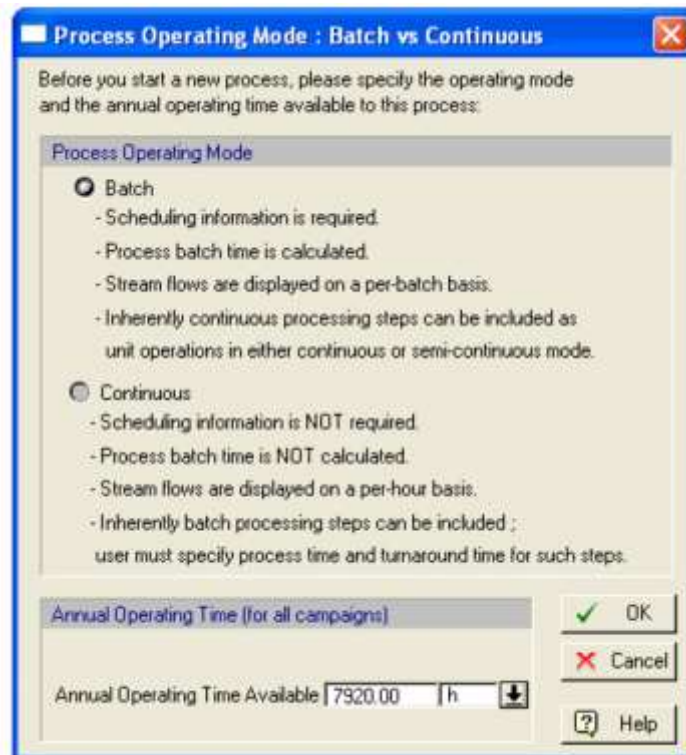 Process Operating Mode : Batch vs Continuous
Before you start a new process, please specify the operating mode
and the annual operating time available to this process:
Process Operating Mode
Batch
- Scheduling information is required.
- Process batch time is calculated.
- Stream flows are displayed on a per-batch basis.
- Inherently continuous processing steps can be included as
unit operations in either continuous or semi-continuous mode.
Continuous
- Scheduling information is NOT required.
- Process batch time is NOT calculated.
- Stream flows are displayed on a per-hour basis.
- Inherently batch processing steps can be included ;
user must specify process time and turnaround time for such steps.
Annual Operating Time (for all campaigns)
Annual Operating Time Available 7920.00 h
OK
Cancel
Help